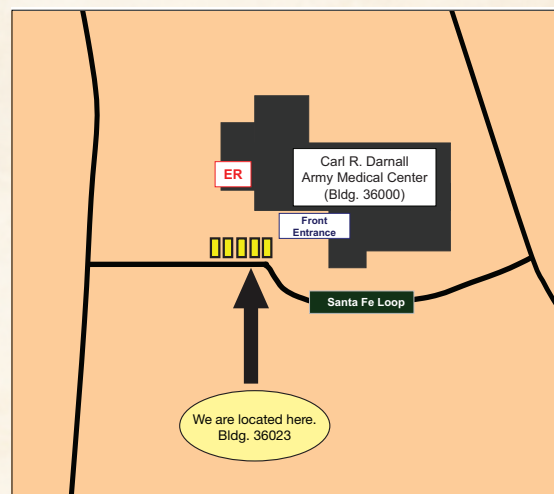 Carl R. Darnall
Army Medical Center
(Bldg. 36000)
ER
Front
Entrance
Santa Fe Loop
We are located here.
Bldg. 36023